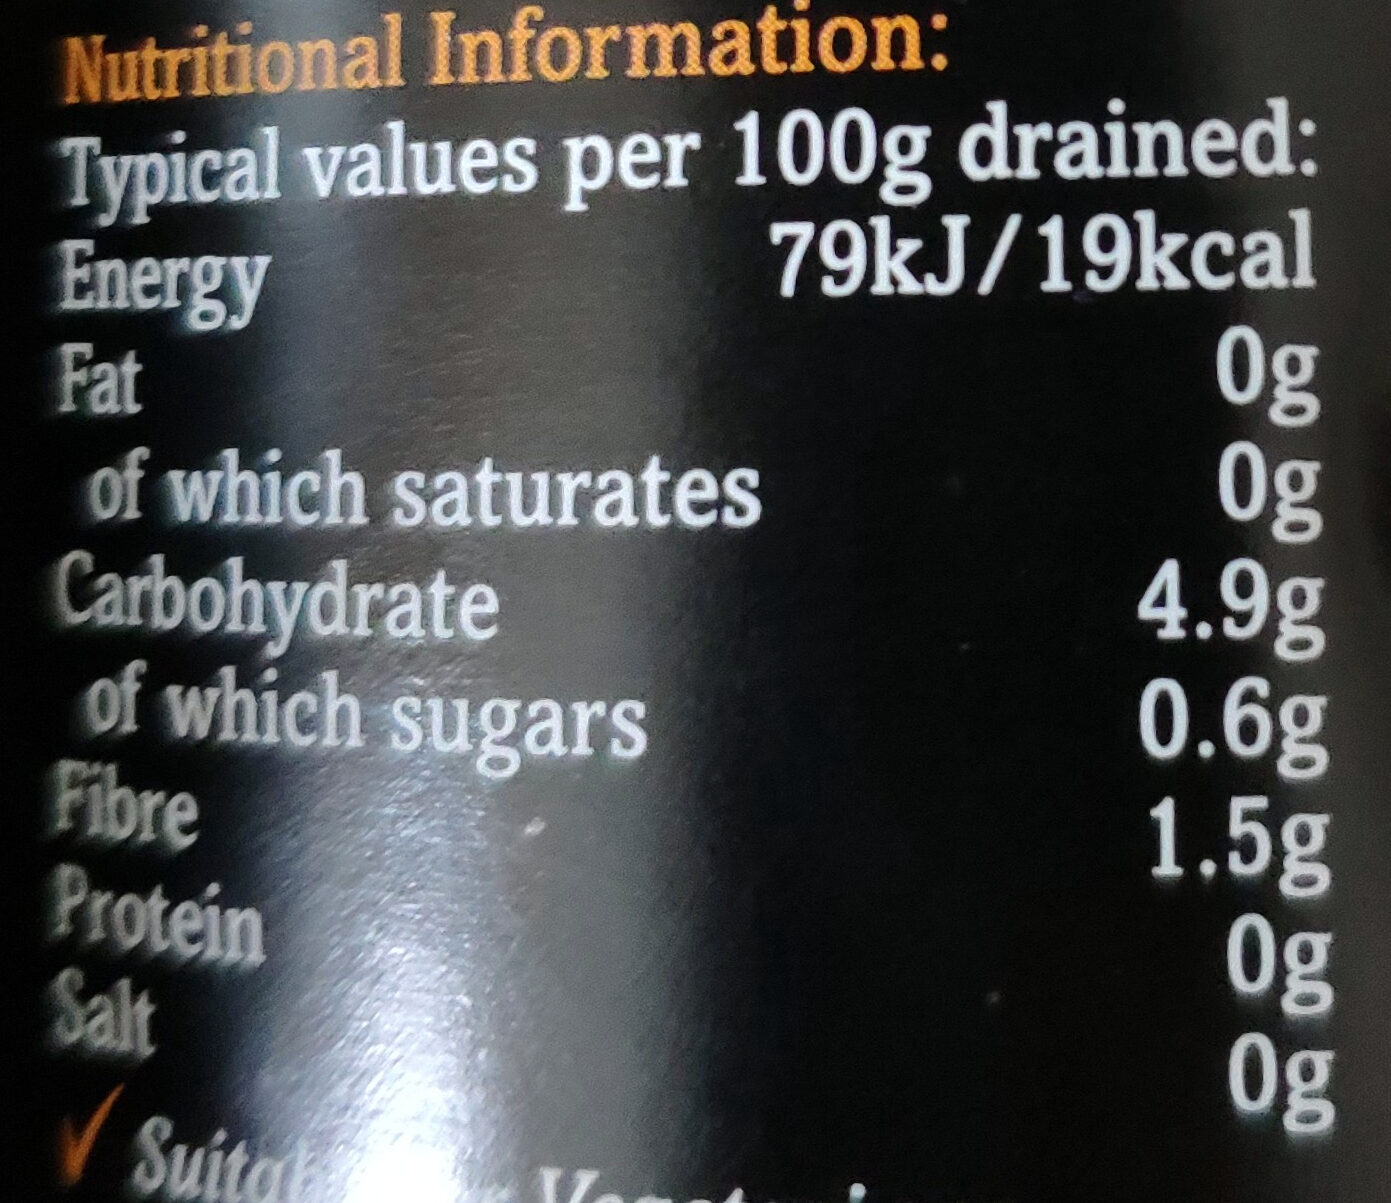 Nutritional Information:
Typical values per 100g drained:
Energy 79kJ/19kcal
Fat 0g
of which saturates 0g
Carbohydrate 4.9g
of which sugars 0.6g
Fibre 1.5g
Protein 0g
Salt 0g
✓